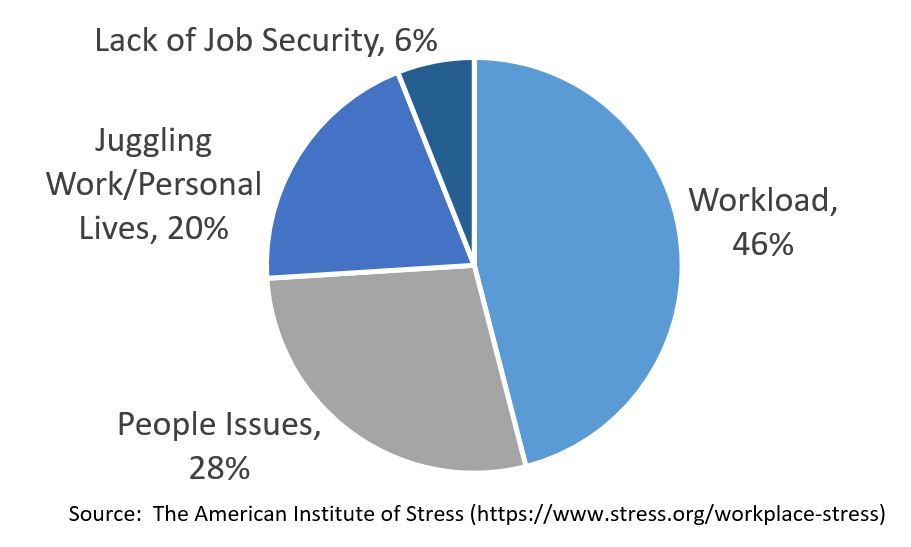 Lack of Job Security, 6%
Juggling
Work/Personal
Lives, 20%
Workload,
46%
People Issues,
28%
Source:  The American Institute of Stress (https://www.stress.org/workplace-stress)